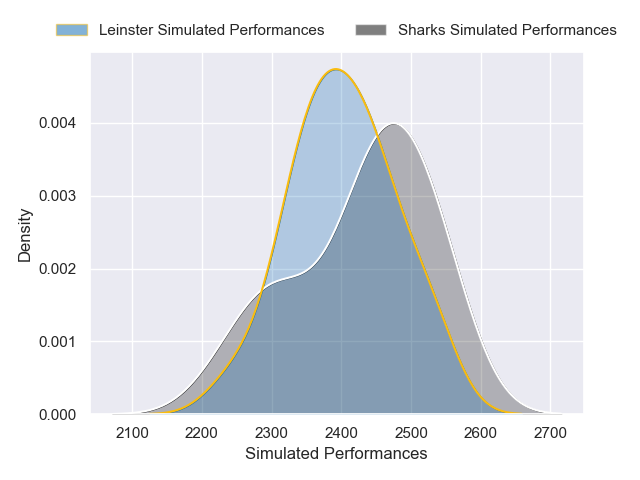 Leinster Simulated Performances
Sharks Simulated Performances
0.004
0.003
0.002
0.001
0.000
Density
2100 2200 2300 2400 2500 2600 2700
Simulated Performances